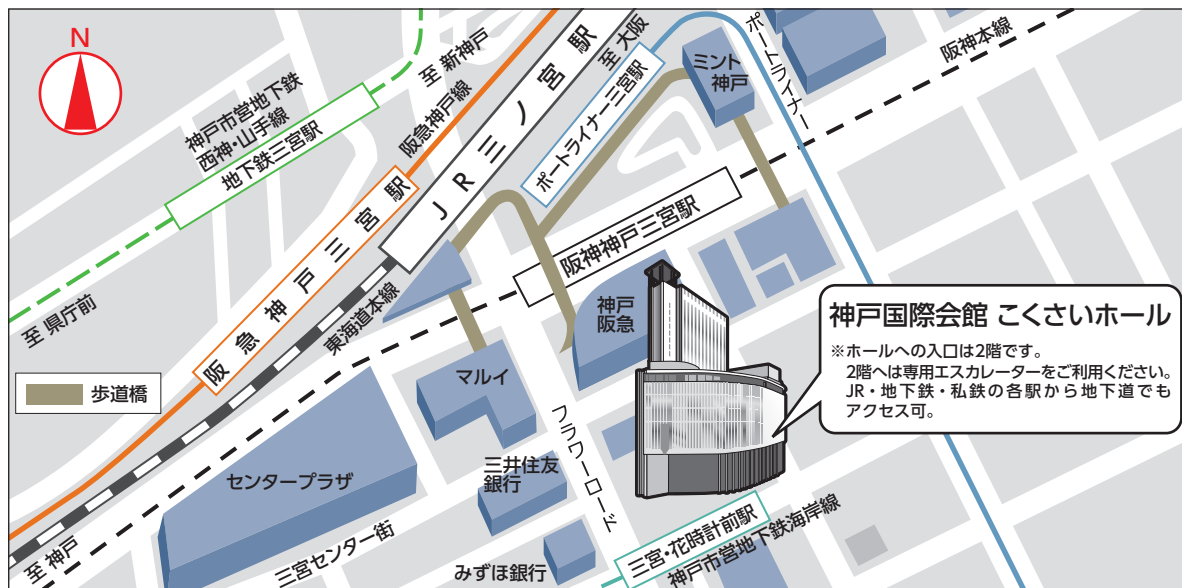 N
神戸市営地下鉄
西神・山手線
地下鉄三宮駅
至 新神戸
阪急神戸線
阪急神戸三宮駅
JR三ノ宮駅
至 大阪
ポートライナー三宮駅
ミント
神戸
ポートライナー
阪神本線
阪神神戸三宮駅
至 県庁前
東海道本線
歩道橋
神戸
阪急
神戸国際会館 こくさいホール
※ホールへの入口は2階です。
2階へは専用エスカレーターをご利用ください。
JR・地下鉄・私鉄の各駅から地下道でも
アクセス可。
マルイ
フラワーロード
センタープラザ
三井住友
銀行
至 神戸
三宮センター街
みずほ銀行
三宮・花時計前駅
神戸市営地下鉄海岸線